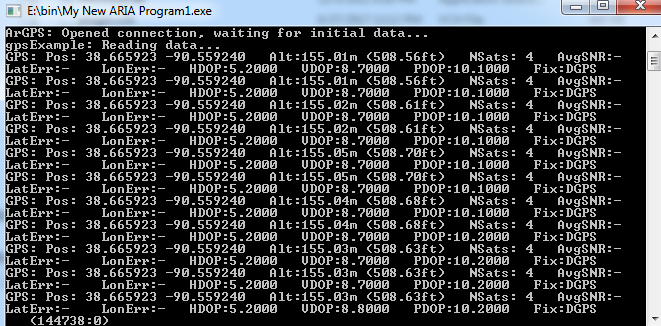 E:\bin\My New ARIA Program1.exe
ArGPS: Opened connection, waiting for initial data...
gpsExample: Reading data...
GPS: Pos: 38.665923 -90.559240 Alt:155.01m (508.56ft) NSats: 4 AvgSNR:-
LatErr:- LonErr:- HDOP:5.2000 VDOP:8.7000 PDOP:10.1000 Fix:DGPS
GPS: Pos: 38.665923 -90.559240 Alt:155.01m (508.56ft) NSats: 4 AvgSNR:-
LatErr:- LonErr:- HDOP:5.2000 VDOP:8.7000 PDOP:10.1000 Fix:DGPS
GPS: Pos: 38.665923 -90.559240 Alt:155.02m (508.61ft) NSats: 4 AvgSNR:-
LatErr:- LonErr:- HDOP:5.2000 VDOP:8.7000 PDOP:10.1000 Fix:DGPS
GPS: Pos: 38.665923 -90.559240 Alt:155.02m (508.61ft) NSats: 4 AvgSNR:-
LatErr:- LonErr:- HDOP:5.2000 VDOP:8.7000 PDOP:10.1000 Fix:DGPS
GPS: Pos: 38.665923 -90.559240 Alt:155.05m (508.70ft) NSats: 4 AvgSNR:-
LatErr:- LonErr:- HDOP:5.2000 VDOP:8.7000 PDOP:10.1000 Fix:DGPS
GPS: Pos: 38.665923 -90.559240 Alt:155.05m (508.70ft) NSats: 4 AvgSNR:-
LatErr:- LonErr:- HDOP:5.2000 VDOP:8.7000 PDOP:10.1000 Fix:DGPS
GPS: Pos: 38.665923 -90.559240 Alt:155.04m (508.68ft) NSats: 4 AvgSNR:-
LatErr:- LonErr:- HDOP:5.2000 VDOP:8.7000 PDOP:10.1000 Fix:DGPS
GPS: Pos: 38.665923 -90.559240 Alt:155.04m (508.68ft) NSats: 4 AvgSNR:-
LatErr:- LonErr:- HDOP:5.2000 VDOP:8.7000 PDOP:10.2000 Fix:DGPS
GPS: Pos: 38.665923 -90.559240 Alt:155.03m (508.63ft) NSats: 4 AvgSNR:-
LatErr:- LonErr:- HDOP:5.2000 VDOP:8.7000 PDOP:10.2000 Fix:DGPS
GPS: Pos: 38.665923 -90.559240 Alt:155.03m (508.63ft) NSats: 4 AvgSNR:-
LatErr:- LonErr:- HDOP:5.2000 VDOP:8.7000 PDOP:10.2000 Fix:DGPS
GPS: Pos: 38.665923 -90.559240 Alt:155.03m (508.63ft) NSats: 4 AvgSNR:-
LatErr:- LonErr:- HDOP:5.2000 VDOP:8.8000 PDOP:10.2000 Fix:DGPS
(144738:0)